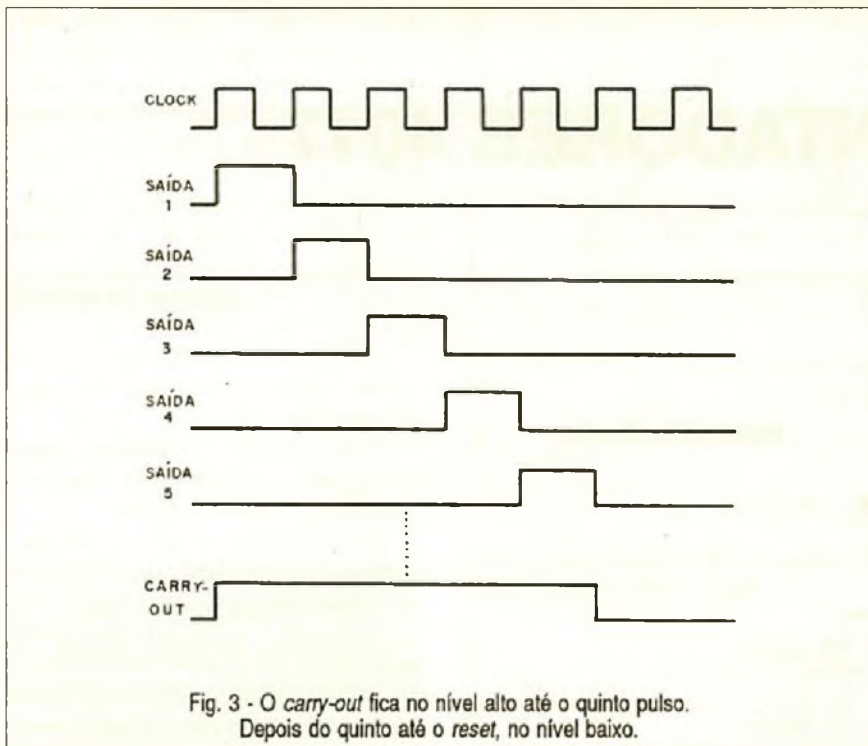 CLOCK
SAÍDA
1
SAÍDA
2
SAÍDA
3
SAÍDA
4
SAÍDA
5
CARRY-
OUT
Fig. 3 - O carry-out fica no nível alto até o quinto pulso.
Depois do quinto até o reset, no nível baixo.